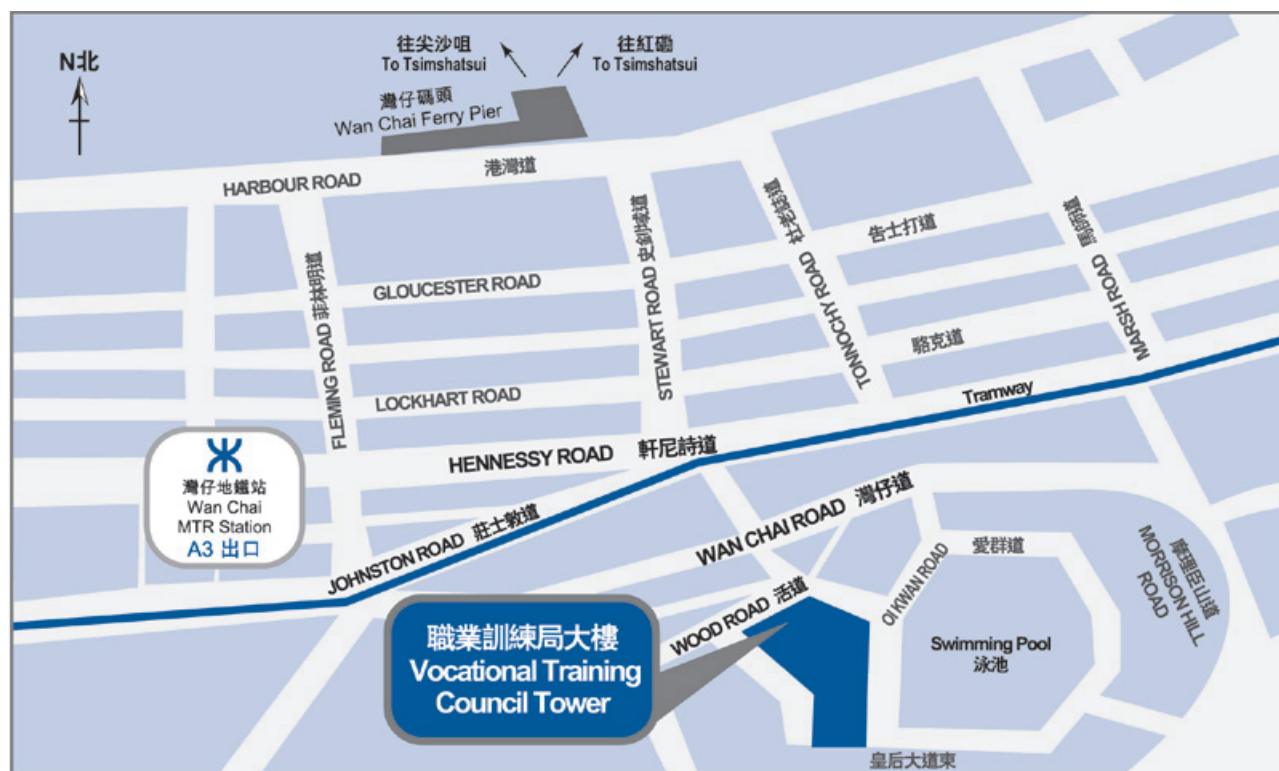 N北
往尖沙咀
To Tsimshatsui
往紅磡
To Tsimshatsui
灣仔碼頭
Wan Chai Ferry Pier
HARBOUR ROAD
港灣道
FLEMING ROAD 菲林明道
STEWART ROAD 史釗域道
TONNOCHY ROAD 杜老誌道
MARSH ROAD 馬師道
告士打道
GLOUCESTER ROAD
駱克道
LOCKHART ROAD
Tramway
HENNESSY ROAD 軒尼詩道
灣仔地鐵站
Wan Chai
MTR Station
A3 出口
JOHNSTON ROAD 莊士敦道
WAN CHAI ROAD 灣仔道
愛群道
OI KWAN ROAD
摩理臣山道
MORRISON HILL
ROAD
WOOD ROAD 活道
Swimming Pool
泳池
職業訓練局大樓
Vocational Training
Council Tower
皇后大道東